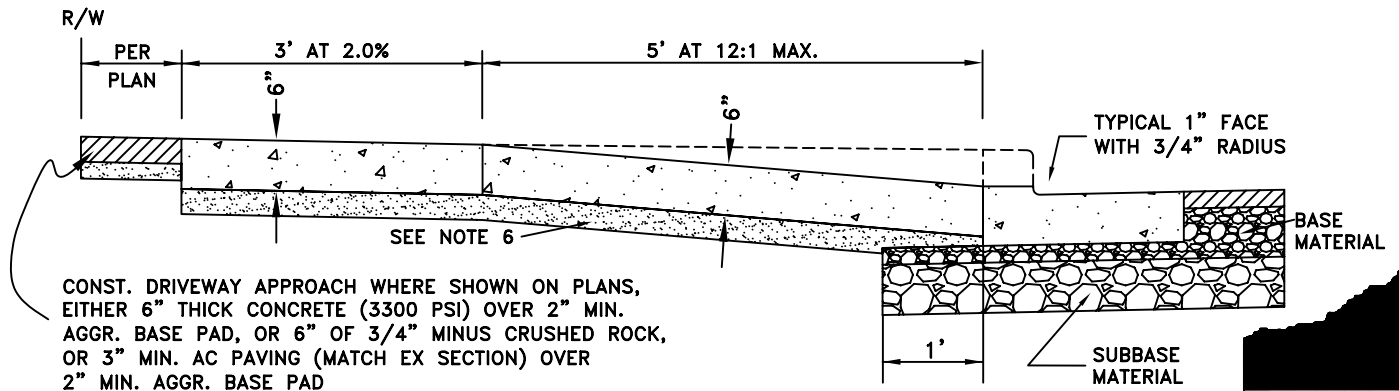 R/W
PER
PLAN
3' AT 2.0%
5' AT 12:1 MAX.
6"
6"
TYPICAL 1" FACE
WITH 3/4" RADIUS
SEE NOTE 6
BASE
MATERIAL
CONST. DRIVEWAY APPROACH WHERE SHOWN ON PLANS,
EITHER 6" THICK CONCRETE (3300 PSI) OVER 2" MIN.
AGGR. BASE PAD, OR 6" OF 3/4" MINUS CRUSHED ROCK,
OR 3" MIN. AC PAVING (MATCH EX SECTION) OVER
2" MIN. AGGR. BASE PAD
1'
SUBBASE
MATERIAL